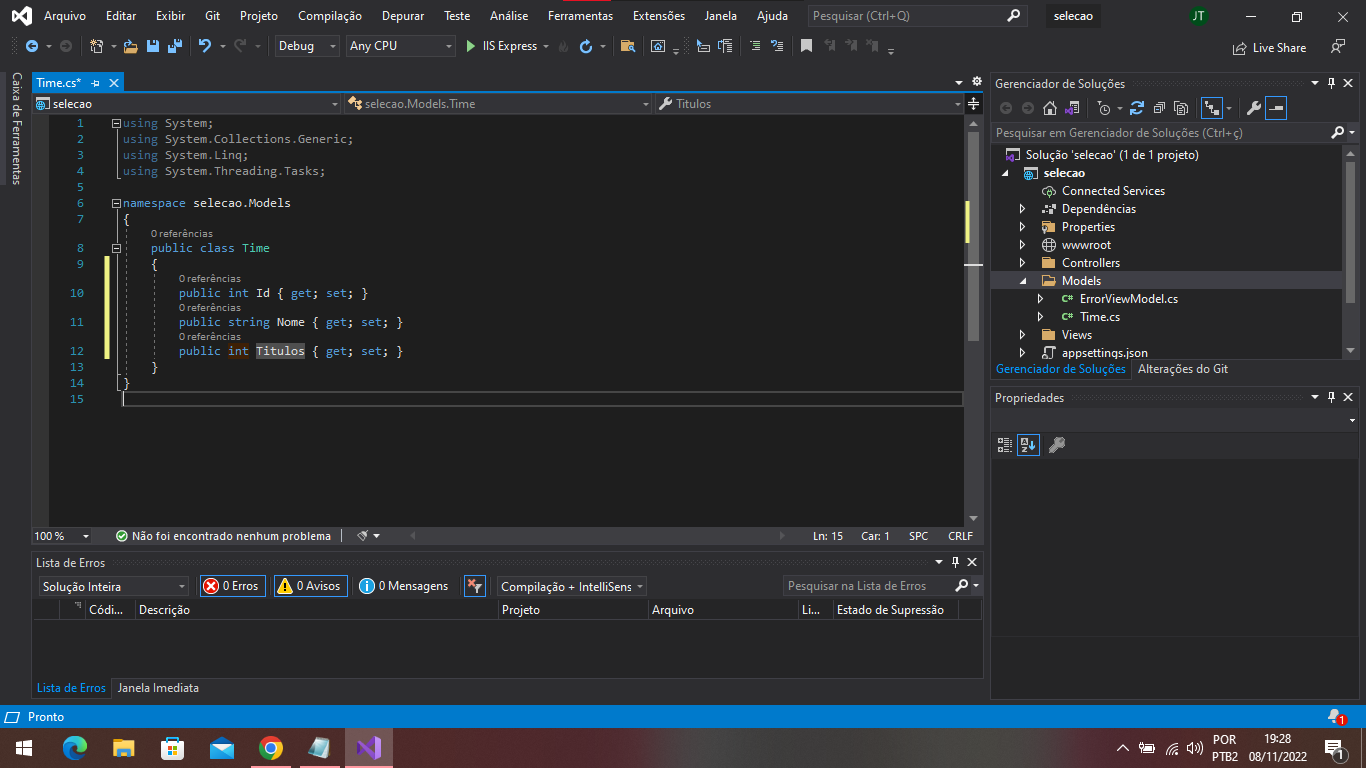 Arquivo Editar Exibir Git Projeto Compilação Depurar Teste Análise Ferramentas Extensões Janela Ajuda Pesquisar (Ctrl+Q) selecao JT
Debug Any CPU IIS Express Live Share
Caixa de Ferramentas
Time.cs*
selecao selecao.Models.Time Titulos
1 using System;
2 using System.Collections.Generic;
3 using System.Linq;
4 using System.Threading.Tasks;
5
6 namespace selecao.Models
7 {
0 referências
8 public class Time
9 {
0 referências
10 public int Id { get; set; }
0 referências
11 public string Nome { get; set; }
0 referências
12 public int Titulos { get; set; }
13 }
14 }
15
100 % Não foi encontrado nenhum problema Ln: 15 Car: 1 SPC CRLF
Lista de Erros
Solução Inteira 0 Erros 0 Avisos 0 Mensagens Compilação + IntelliSens Pesquisar na Lista de Erros
Códi... Descrição Projeto Arquivo Li... Estado de Supressão
Lista de Erros Janela Imediata
Gerenciador de Soluções
Pesquisar em Gerenciador de Soluções (Ctrl+ç)
Solução 'selecao' (1 de 1 projeto)
selecao
Connected Services
Dependências
Properties
wwwroot
Controllers
Models
C# ErrorViewModel.cs
C# Time.cs
Views
appsettings.json
Gerenciador de Soluções Alterações do Git
Propriedades
Pronto 1
POR 19:28
PTB2 08/11/2022 1